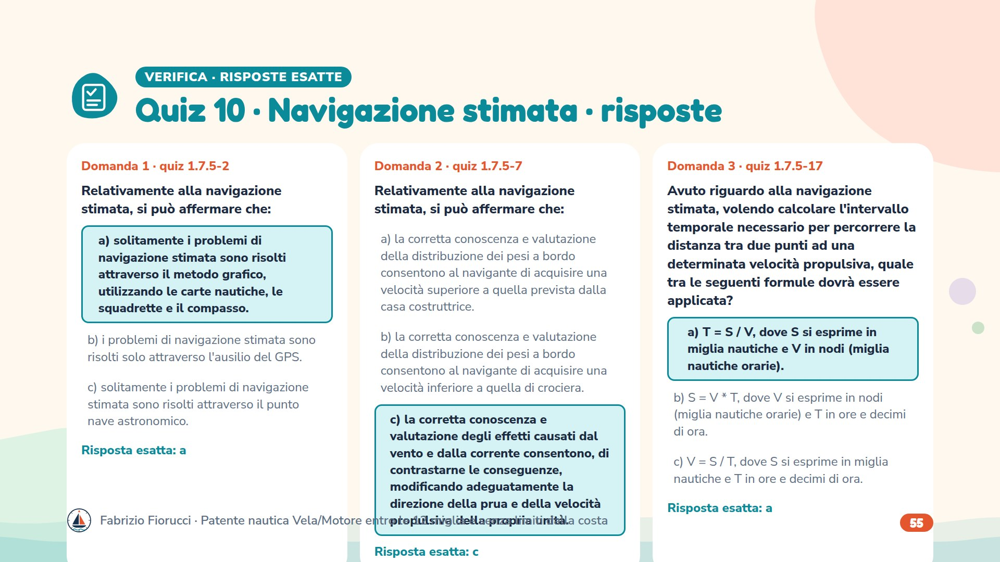 VERIFICA · RISPOSTE ESATTE
Quiz 10 · Navigazione stimata · risposte
Domanda 1 · quiz 1.7.5-2
Relativamente alla navigazione
stimata, si può affermare che:
a) solitamente i problemi di
navigazione stimata sono risolti
attraverso il metodo grafico,
utilizzando le carte nautiche, le
squadrette e il compasso.
b) i problemi di navigazione stimata sono
risolti solo attraverso l'ausilio del GPS.
c) solitamente i problemi di navigazione
stimata sono risolti attraverso il punto
nave astronomico.
Risposta esatta: a
Domanda 2 · quiz 1.7.5-7
Relativamente alla navigazione
stimata, si può affermare che:
a) la corretta conoscenza e valutazione
della distribuzione dei pesi a bordo
consentono al navigante di acquisire una
velocità superiore a quella prevista dalla
casa costruttrice.
b) la corretta conoscenza e valutazione
della distribuzione dei pesi a bordo
consentono al navigante di acquisire una
velocità inferiore a quella di crociera.
c) la corretta conoscenza e
valutazione degli effetti causati dal
vento e dalla corrente consentono, di
contrastarne le conseguenze,
modificando adeguatamente la
direzione della prua e della velocità
propulsiva della propria unità.
Risposta esatta: c
Domanda 3 · quiz 1.7.5-17
Avuto riguardo alla navigazione
stimata, volendo calcolare l'intervallo
temporale necessario per percorrere la
distanza tra due punti ad una
determinata velocità propulsiva, quale
tra le seguenti formule dovrà essere
applicata?
a) T = S / V, dove S si esprime in
miglia nautiche e V in nodi (miglia
nautiche orarie).
b) S = V * T, dove V si esprime in nodi
(miglia nautiche orarie) e T in ore e decimi
di ora.
c) V = S / T, dove S si esprime in miglia
nautiche e T in ore e decimi di ora.
Risposta esatta: a
Fabrizio Fiorucci · Patente nautica Vela/Motore entro le 12 miglia e senza limiti dalla costa
55